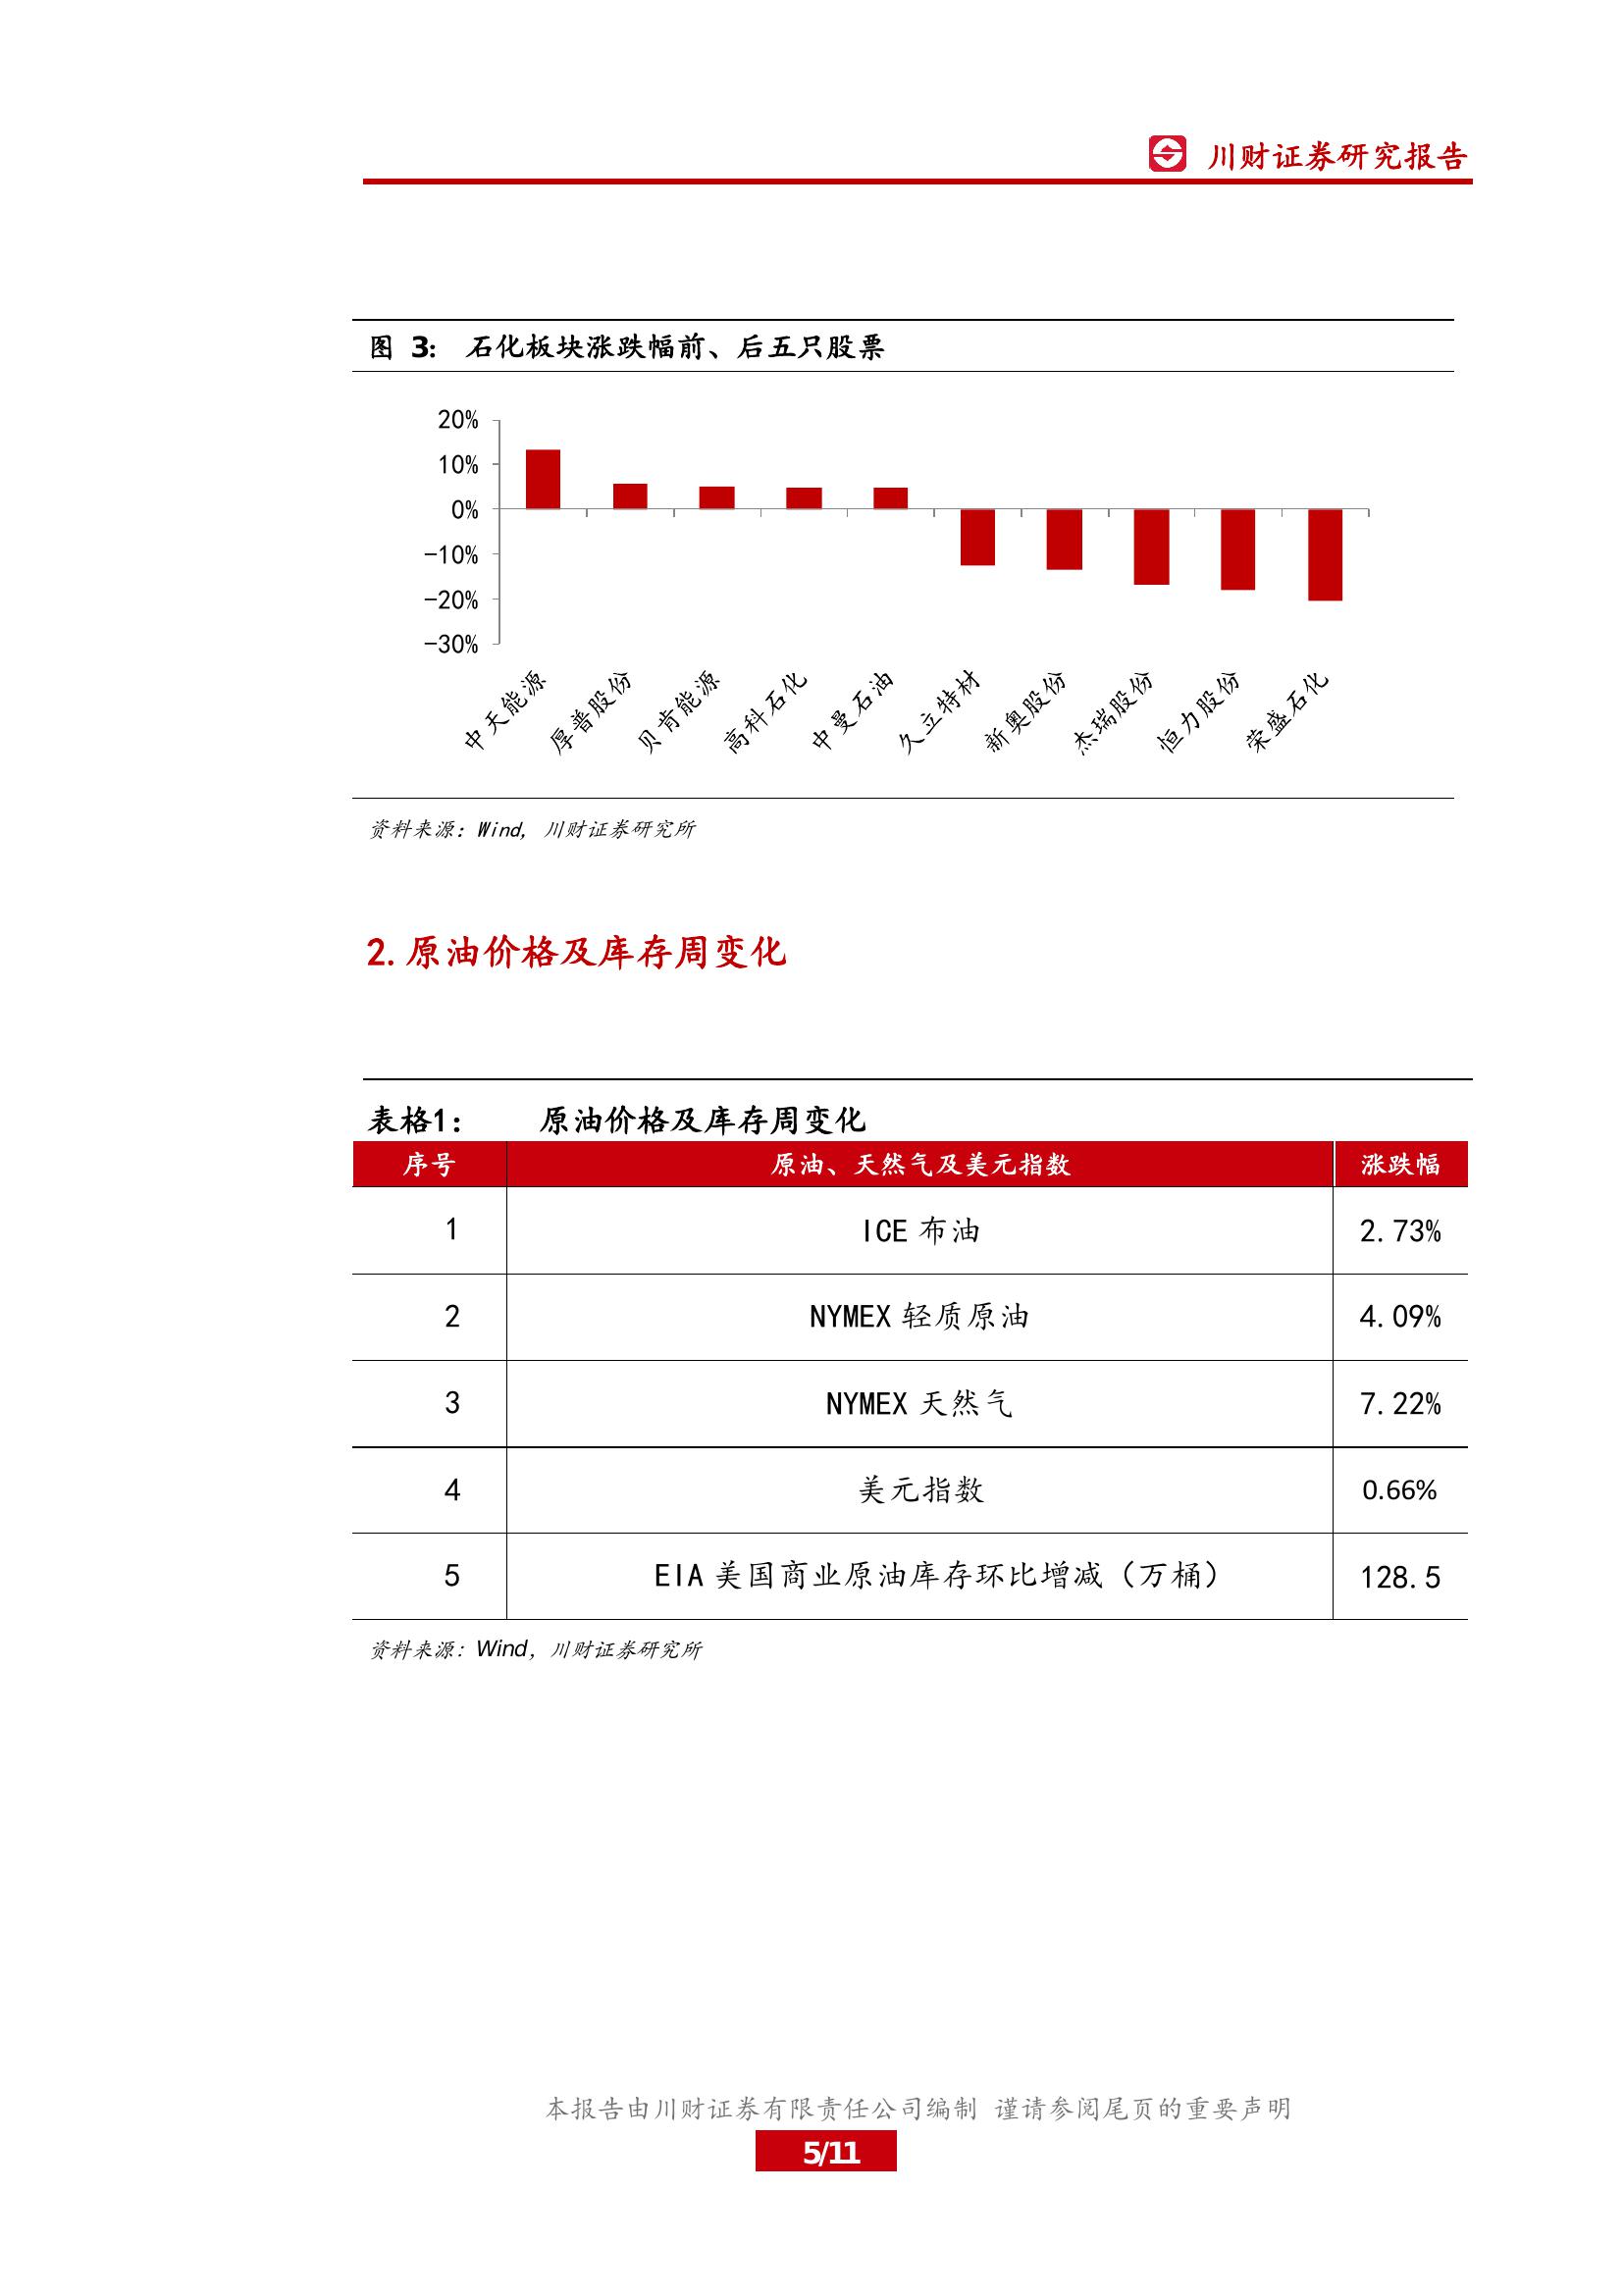 川财证券研究报告
图 3： 石化板块涨跌幅前、后五只股票
20%
10%
0%
-10%
-20%
-30%
中天能源
厚普股份
贝肯能源
高科石化
中曼石油
久立特材
新奥股份
杰瑞股份
恒力股份
荣盛石化
资料来源：Wind, 川财证券研究所
2.原油价格及库存周变化
表格1： 原油价格及库存周变化
序号 原油、天然气及美元指数 涨跌幅
1 ICE 布油 2.73%
2 NYMEX 轻质原油 4.09%
3 NYMEX 天然气 7.22%
4 美元指数 0.66%
5 EIA 美国商业原油库存环比增减（万桶） 128.5
资料来源：Wind，川财证券研究所
本报告由川财证券有限责任公司编制 谨请参阅尾页的重要声明
5/11